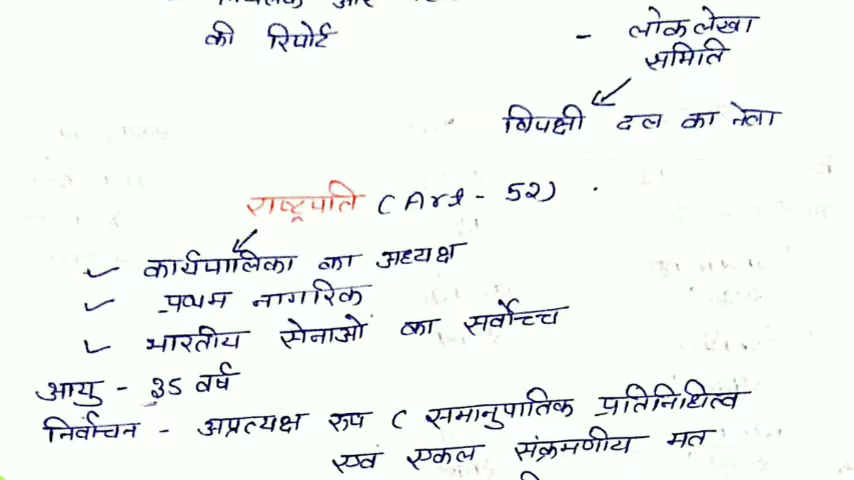 और
की रिपोर्ट
- लोकलेखा
समिति
विपक्षी दल का नेता
राष्ट्रपति (Art - 52)
कार्यपालिका का अध्यक्ष
प्रथम नागरिक
भारतीय सेनाओं का सर्वोच्च
आयु - 35 वर्ष
निर्वाचन - अप्रत्यक्ष रूप ( समानुपातिक प्रतिनिधित्व
एवं एकल संक्रमणीय मत